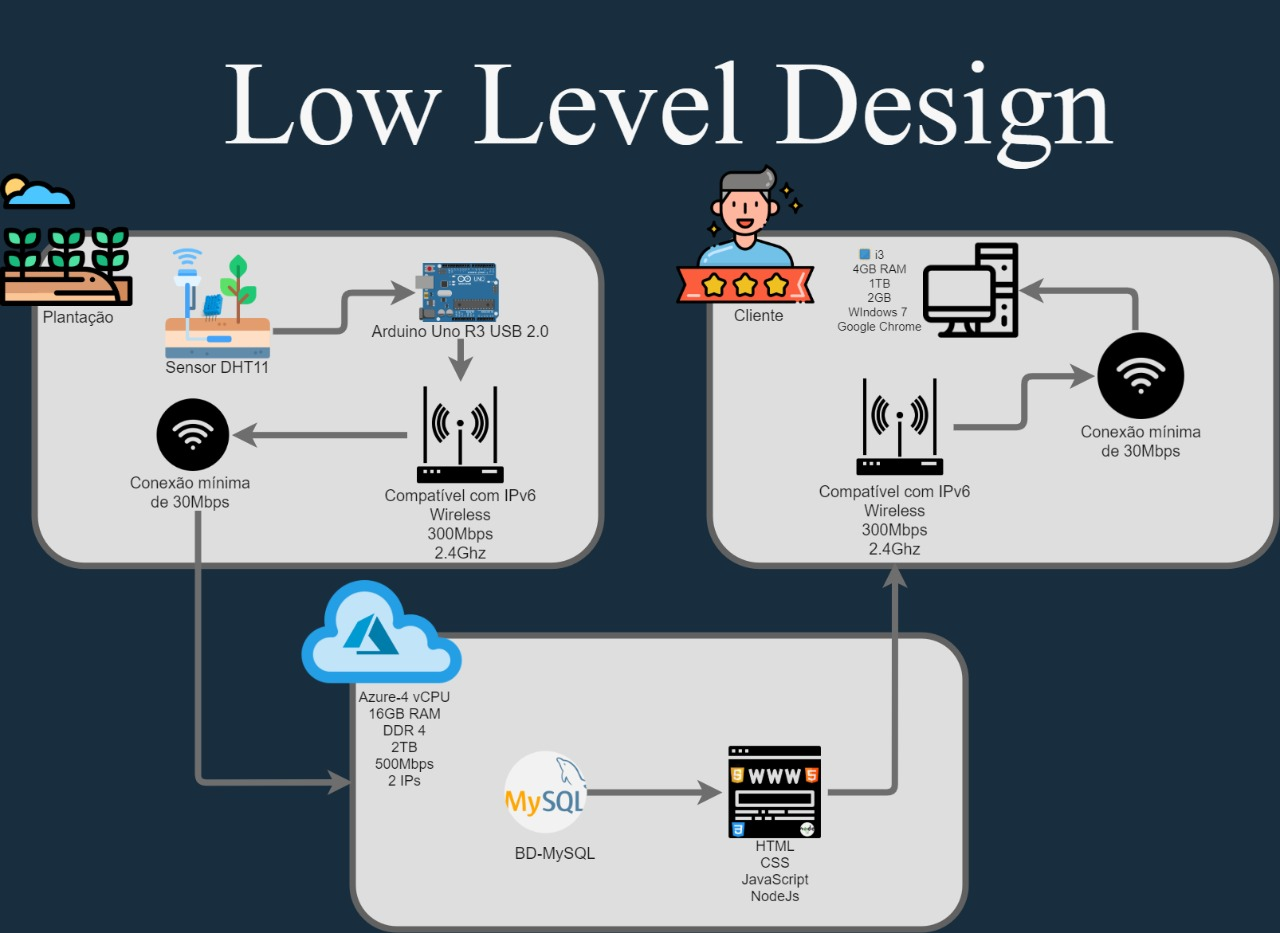 Low Level Design
Plantação
Sensor DHT11
UNO
Arduino Uno R3 USB 2.0
Conexão mínima
de 30Mbps
Compatível com IPv6
Wireless
300Mbps
2.4Ghz
Cliente
i3
4GB RAM
1TB
2GB
WIndows 7
Google Chrome
Conexão mínima
de 30Mbps
Compatível com IPv6
Wireless
300Mbps
2.4Ghz
Azure-4 vCPU
16GB RAM
DDR 4
2TB
500Mbps
2 IPs
MySQL
BD-MySQL
WWW
HTML
CSS
JavaScript
NodeJs